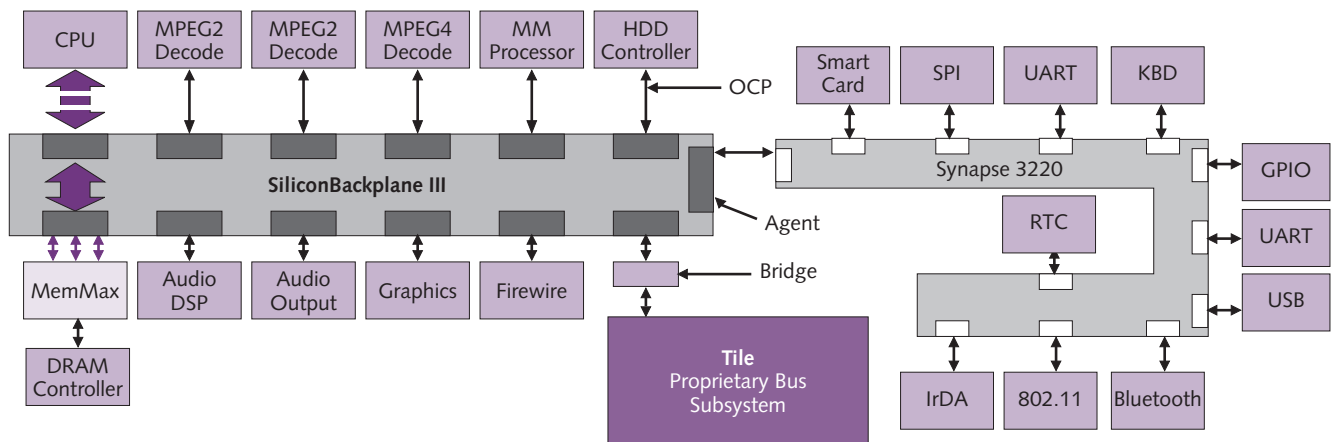 CPU
MPEG2
Decode
MPEG2
Decode
MPEG4
Decode
MM
Processor
HDD
Controller
OCP
Smart
Card
SPI
UART
KBD
SiliconBackplane III
Synapse 3220
GPIO
Agent
RTC
UART
Bridge
MemMax
Audio
DSP
Audio
Output
Graphics
Firewire
USB
DRAM
Controller
Tile
Proprietary Bus
Subsystem
IrDA
802.11
Bluetooth